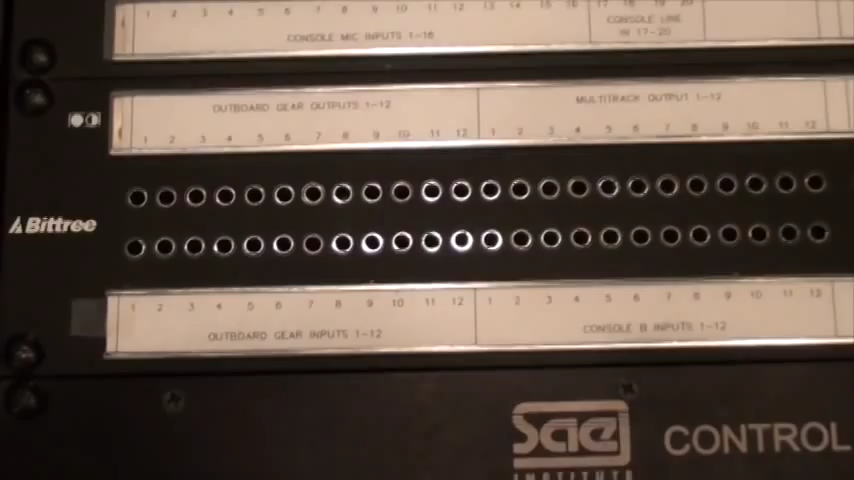 1 2 3 4 5 6 7 8 9 10 11 12 13 14 15 16 17 18 19 20
CONSOLE MIC INPUTS 1-16
CONSOLE LINE
IN 17-20
OUTBOARD GEAR OUTPUTS 1-12
MULTITRACK OUTPUT 1-12
1 2 3 4 5 6 7 8 9 10 11 12 1 2 3 4 5 6 7 8 9 10 11 12
Bittree
1 2 3 4 5 6 7 8 9 10 11 12 1 2 3 4 5 6 7 8 9 10 11 12
OUTBOARD GEAR INPUTS 1-12
CONSOLE B INPUTS 1-12
sae
INSTITUTE
CONTROL